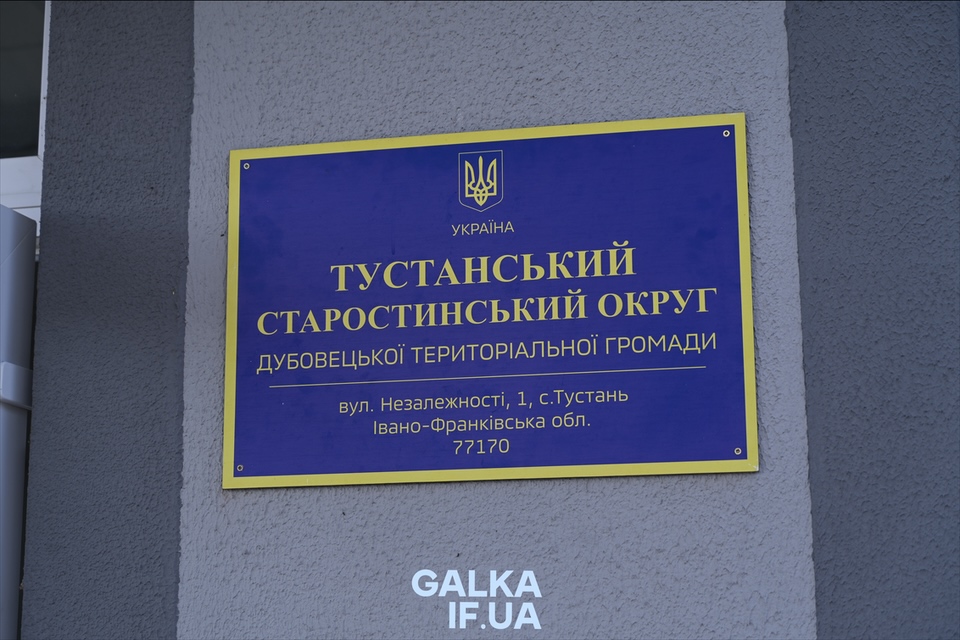 УКРАЇНА
ТУСТАНСЬКИЙ
СТАРОСТИНСЬКИЙ ОКРУГ
ДУБОВЕЦЬКОЇ ТЕРИТОРІАЛЬНОЇ ГРОМАДИ
вул. Незалежності, 1, с.Тустань
Івано-Франківська обл.
77170
GALKA
IF.UA